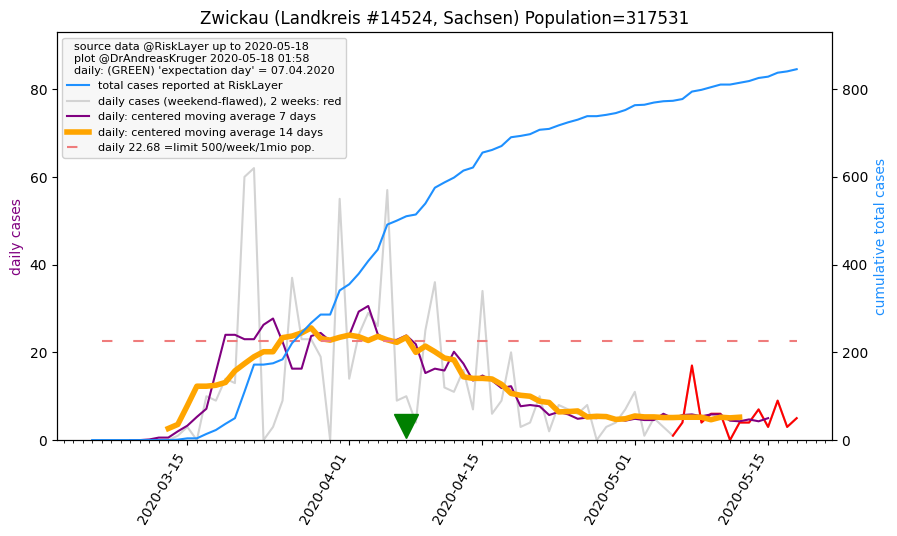 Zwickau (Landkreis #14524, Sachsen) Population=317531
source data @RiskLayer up to 2020-05-18
plot @DrAndreasKruger 2020-05-18 01:58
daily: (GREEN) 'expectation day' = 07.04.2020
total cases reported at RiskLayer
daily cases (weekend-flawed), 2 weeks: red
daily: centered moving average 7 days
daily: centered moving average 14 days
daily 22.68 =limit 500/week/1mio pop.
daily cases
0
20
40
60
80
cumulative total cases
0
200
400
600
800
2020-03-15
2020-04-01
2020-04-15
2020-05-01
2020-05-15